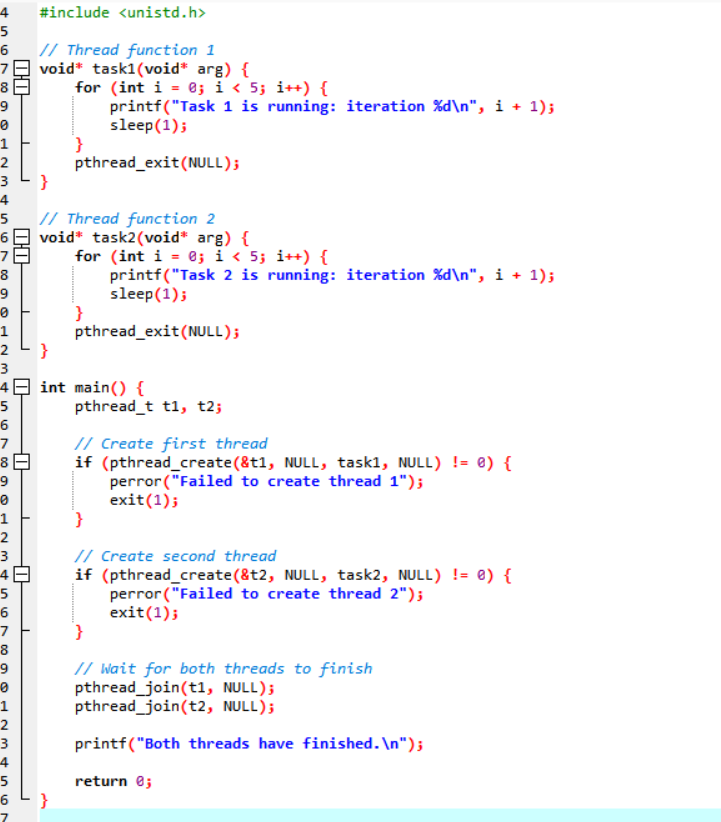 4 #include <unistd.h>
5
6 // Thread function 1
7 void* task1(void* arg) {
8 for (int i = 0; i < 5; i++) {
9 printf("Task 1 is running: iteration %d\n", i + 1);
0 sleep(1);
1 }
2 pthread_exit(NULL);
3 }
4
5 // Thread function 2
6 void* task2(void* arg) {
7 for (int i = 0; i < 5; i++) {
8 printf("Task 2 is running: iteration %d\n", i + 1);
9 sleep(1);
0 }
1 pthread_exit(NULL);
2 }
3
4 int main() {
5 pthread_t t1, t2;
6
7 // Create first thread
8 if (pthread_create(&t1, NULL, task1, NULL) != 0) {
9 perror("Failed to create thread 1");
0 exit(1);
1 }
2
3 // Create second thread
4 if (pthread_create(&t2, NULL, task2, NULL) != 0) {
5 perror("Failed to create thread 2");
6 exit(1);
7 }
8
9 // Wait for both threads to finish
0 pthread_join(t1, NULL);
1 pthread_join(t2, NULL);
2
3 printf("Both threads have finished.\n");
4
5 return 0;
6 }
7